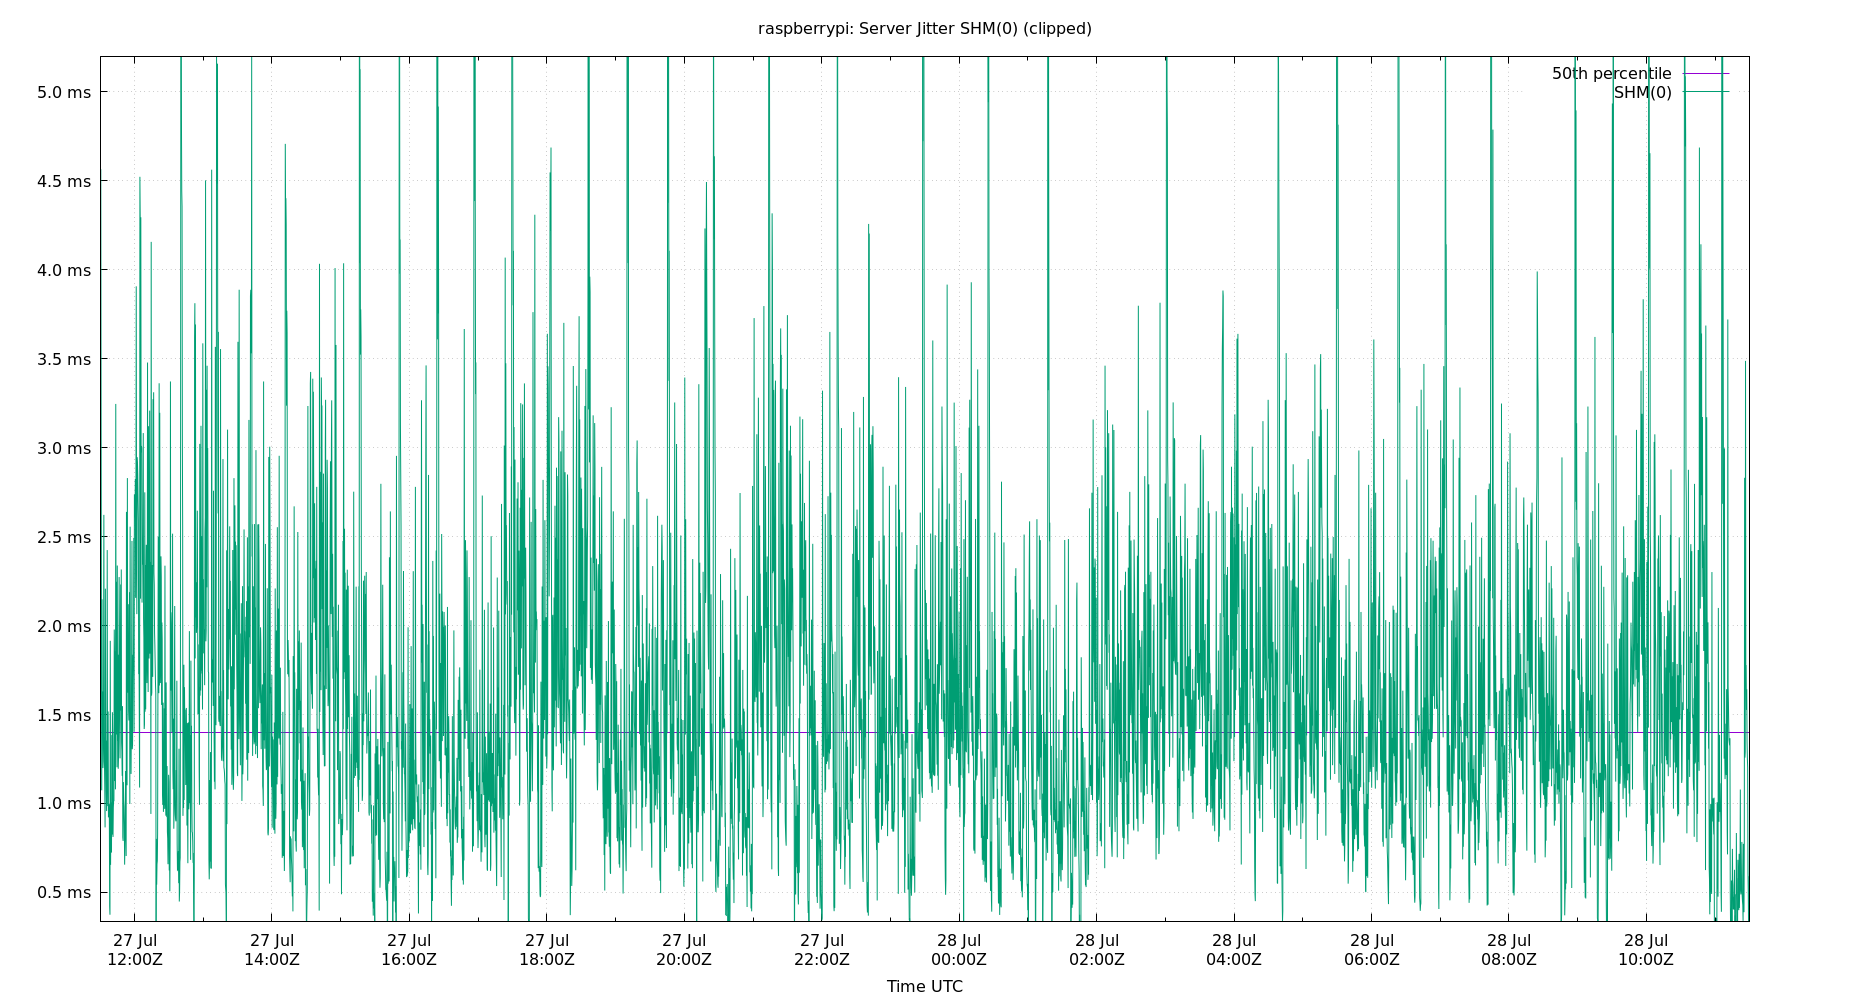 raspberrypi: Server Jitter SHM(0) (clipped)
50th percentile
SHM(0)
5.0 ms
4.5 ms
4.0 ms
3.5 ms
3.0 ms
2.5 ms
2.0 ms
1.5 ms
1.0 ms
0.5 ms
27 Jul 27 Jul 27 Jul 27 Jul 27 Jul 27 Jul 28 Jul 28 Jul 28 Jul 28 Jul 28 Jul 28 Jul
12:00Z 14:00Z 16:00Z 18:00Z 20:00Z 22:00Z 00:00Z 02:00Z 04:00Z 06:00Z 08:00Z 10:00Z
Time UTC